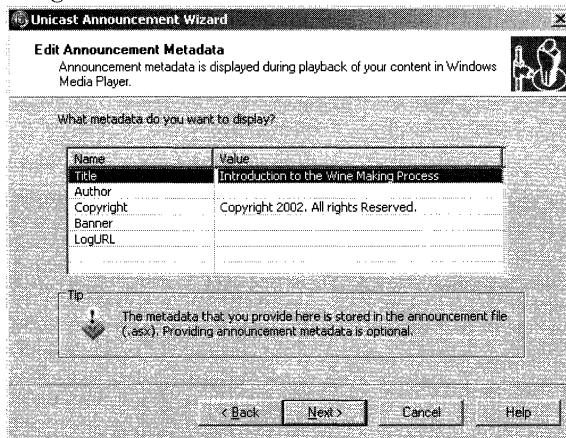 Unicast Announcement Wizard
Edit Announcement Metadata
Announcement metadata is displayed during playback of your content in Windows
Media Player.
What metadata do you want to display?
Name Value
Title Introduction to the Wine Making Process
Author
Copyright Copyright 2002. All rights Reserved.
Banner
LogURL
Tip
The metadata that you provide here is stored in the announcement file
(.asx). Providing announcement metadata is optional.
< Back Next > Cancel Help